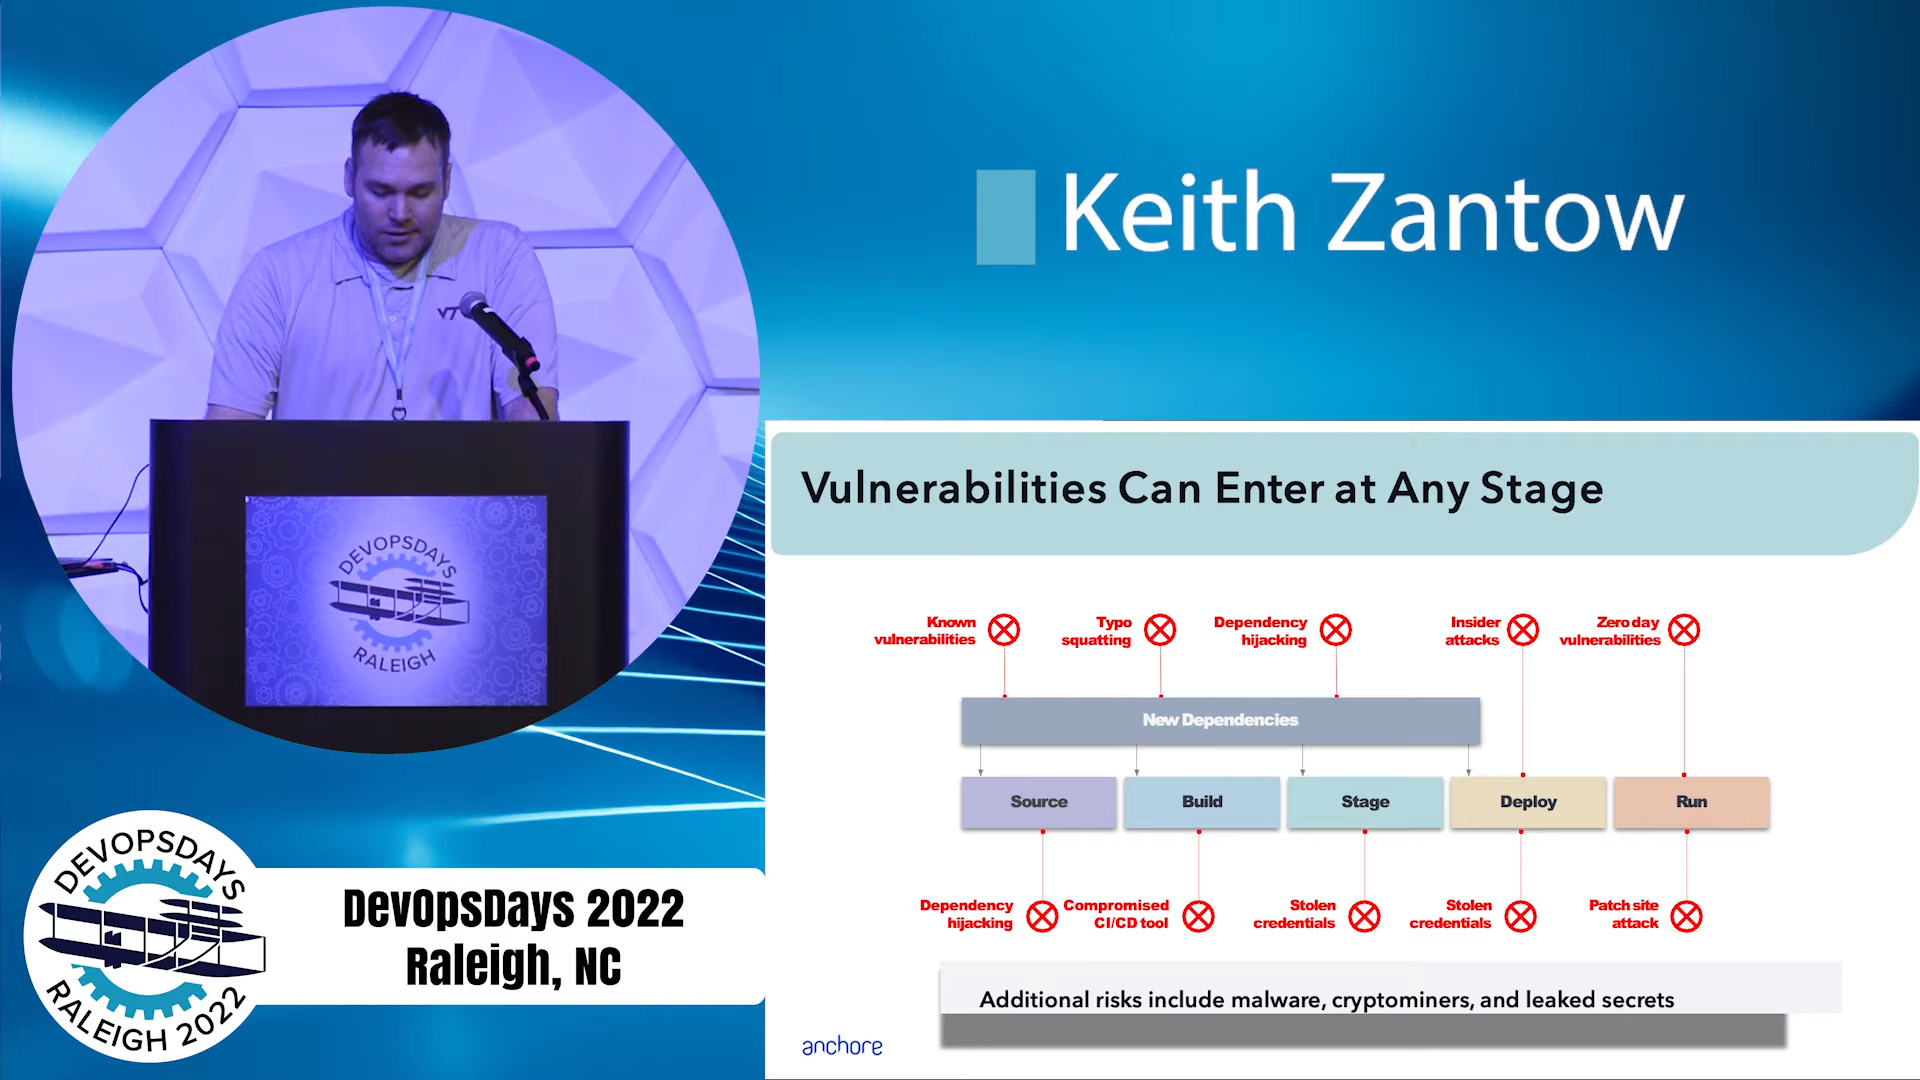 Keith Zantow
VT
DEVOPSDAYS
RALEIGH
Vulnerabilities Can Enter at Any Stage
Known
vulnerabilities
Typo
squatting
Dependency
hijacking
Insider
attacks
Zero day
vulnerabilities
New Dependencies
Source
Build
Stage
Deploy
Run
Dependency
hijacking
Compromised
CI/CD tool
Stolen
credentials
Stolen
credentials
Patch site
attack
Additional risks include malware, cryptominers, and leaked secrets
anchore
DEVOPSDAYS
RALEIGH 2022
DevOpsDays 2022
Raleigh, NC